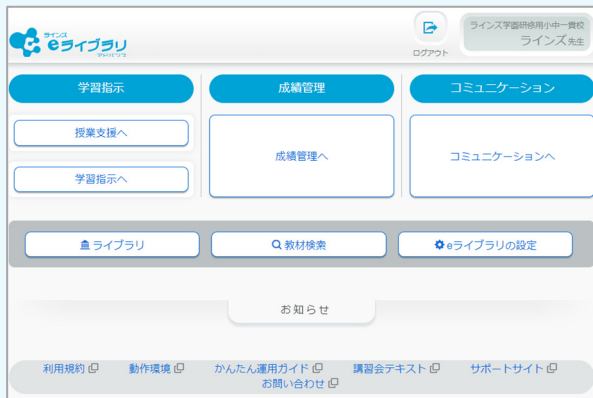 ラインズ
eライブラリ
アドバンス
ログアウト
ラインズ学園研修用小中一貫校
ラインズ先生
学習指示
成績管理
コミュニケーション
授業支援へ
学習指示へ
成績管理へ
コミュニケーションへ
ライブラリ
教材検索
eライブラリの設定
お知らせ
利用規約 動作環境 かんたん運用ガイド 講習会テキスト サポートサイト
お問い合わせ